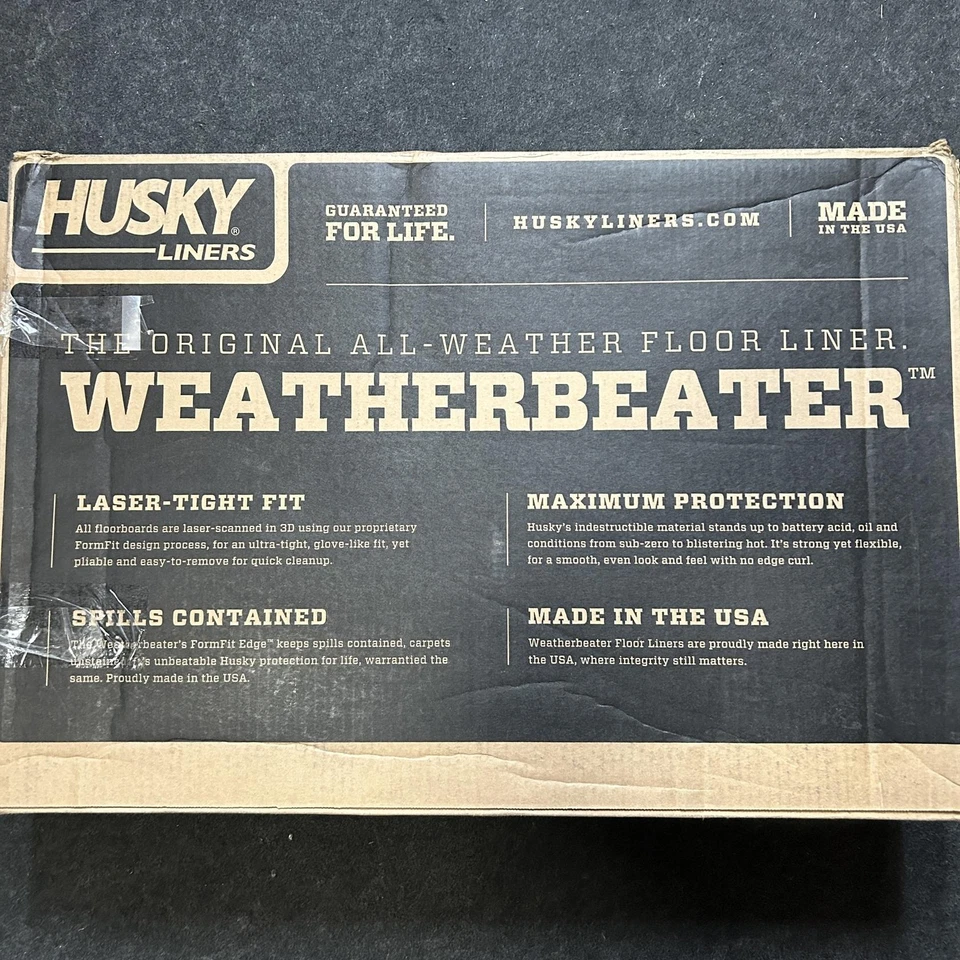 HUSKY®
LINERS
GUARANTEED
FOR LIFE.
HUSKYLINERS.COM
MADE
IN THE USA
THE ORIGINAL ALL-WEATHER FLOOR LINER.
WEATHERBEATER™
LASER-TIGHT FIT
All floorboards are laser-scanned in 3D using our proprietary
FormFit design process, for an ultra-tight, glove-like fit, yet
pliable and easy-to-remove for quick cleanup.
MAXIMUM PROTECTION
Husky's indestructible material stands up to battery acid, oil and
conditions from sub-zero to blistering hot. It's strong yet flexible,
for a smooth, even look and feel with no edge curl.
SPILLS CONTAINED
The Weatherbeater's FormFit Edge™ keeps spills contained, carpets
unbeatable Husky protection for life, warrantied the
same. Proudly made in the USA.
MADE IN THE USA
Weatherbeater Floor Liners are proudly made right here in
the USA, where integrity still matters.